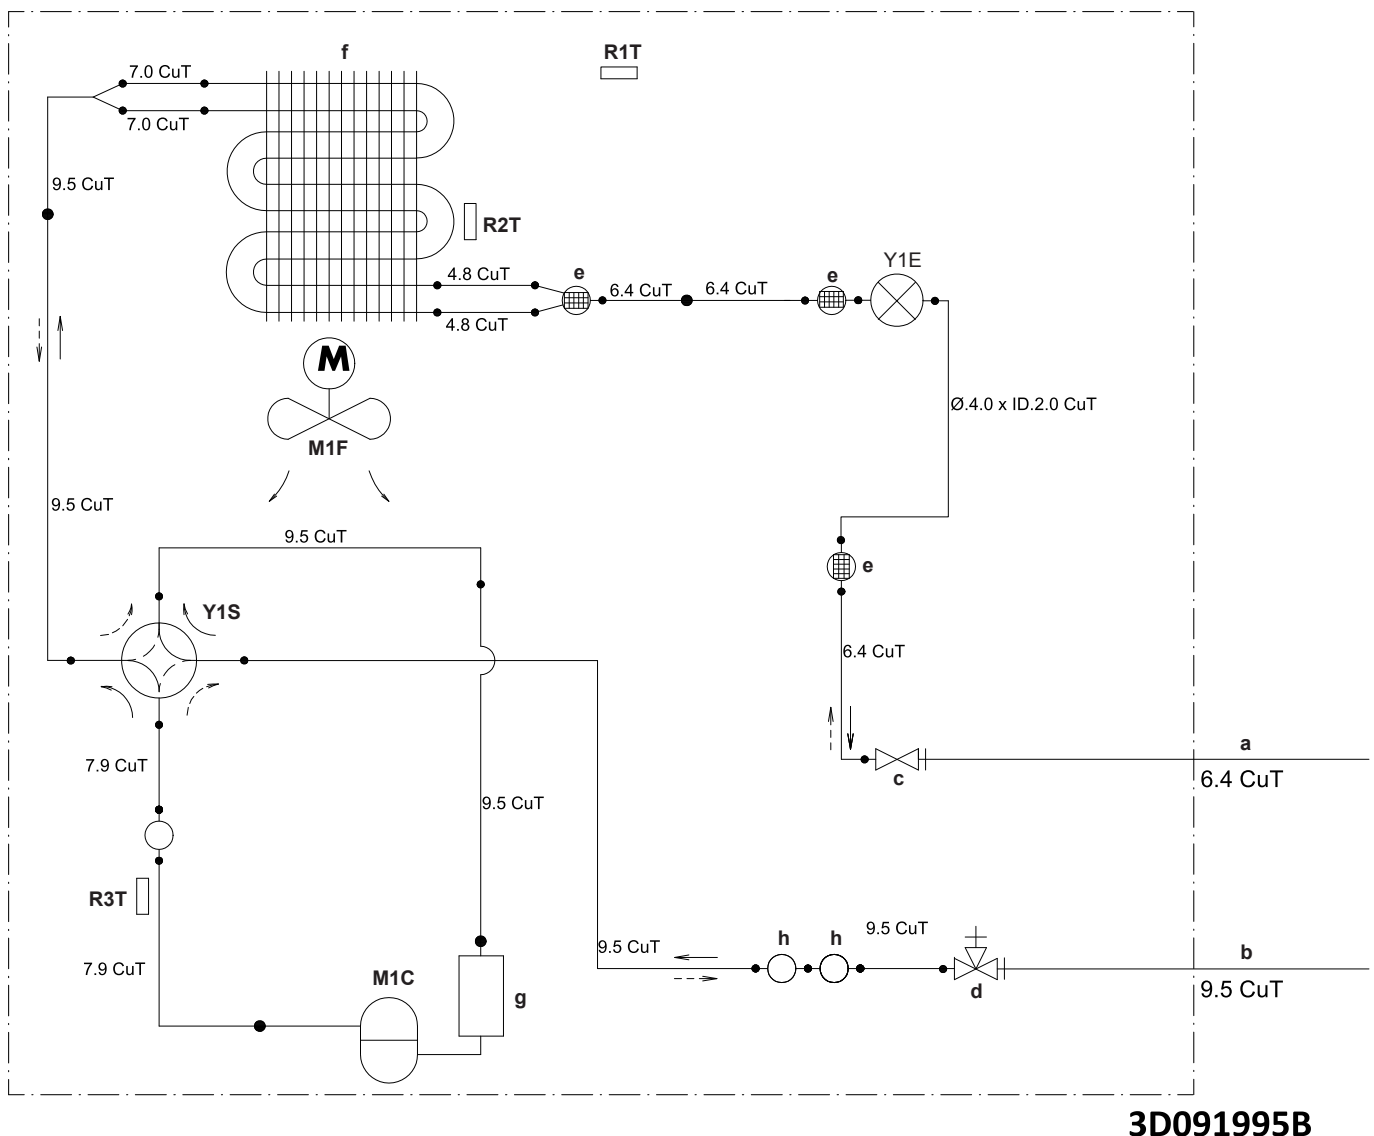 f
R1T
7.0 CuT
7.0 CuT
9.5 CuT
R2T
4.8 CuT
e
6.4 CuT
6.4 CuT
e
Y1E
4.8 CuT
M
Ø.4.0 x ID.2.0 CuT
M1F
9.5 CuT
9.5 CuT
e
Y1S
6.4 CuT
a
7.9 CuT
c
6.4 CuT
9.5 CuT
R3T
9.5 CuT
h
h
9.5 CuT
b
7.9 CuT
M1C
g
d
9.5 CuT
3D091995B